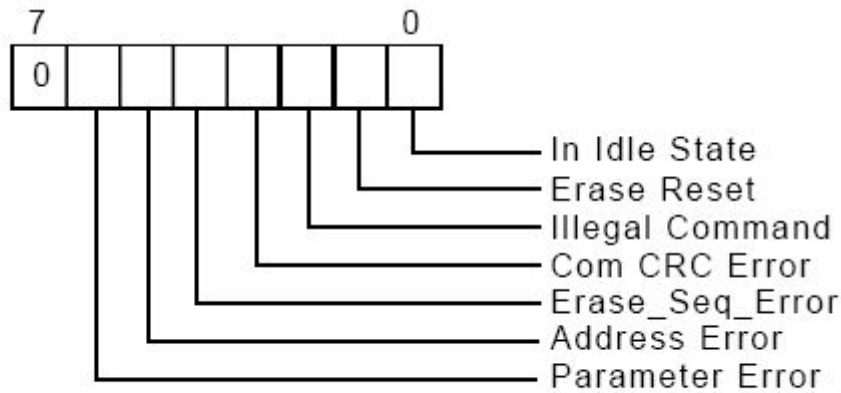 7 0
0
In Idle State
Erase Reset
Illegal Command
Com CRC Error
Erase_Seq_Error
Address Error
Parameter Error